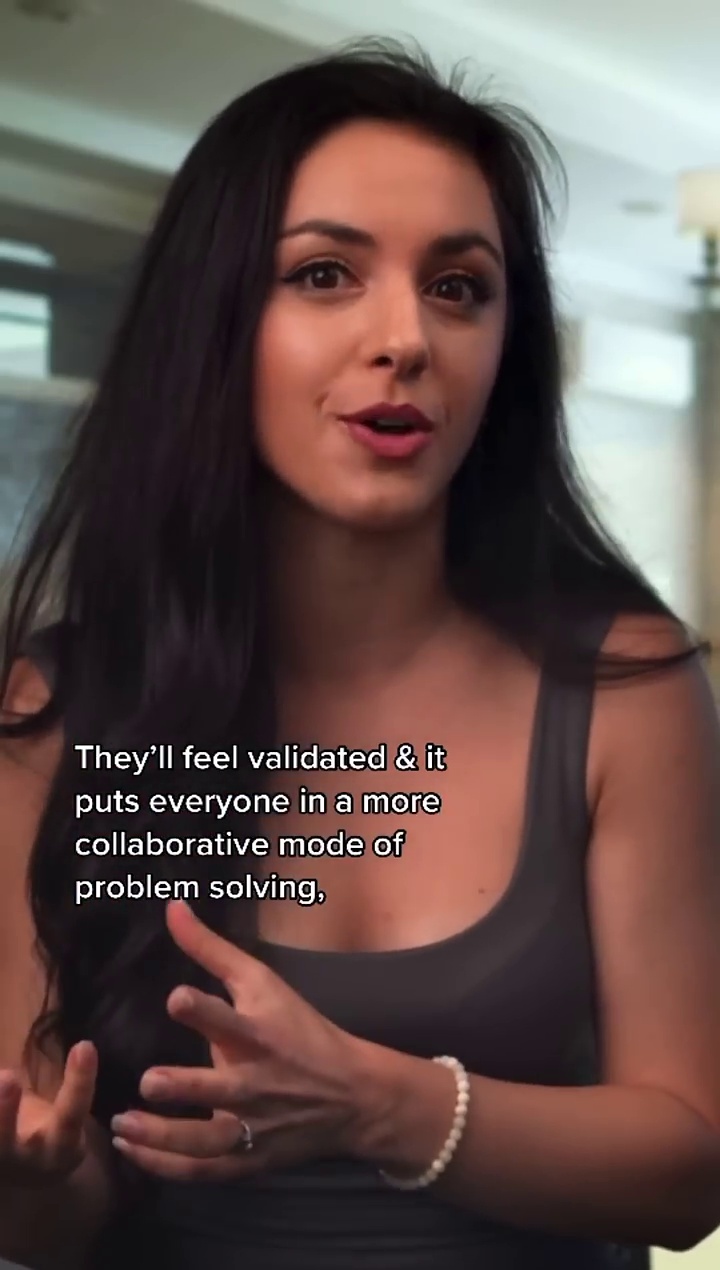 They’ll feel validated & it
puts everyone in a more
collaborative mode of
problem solving,